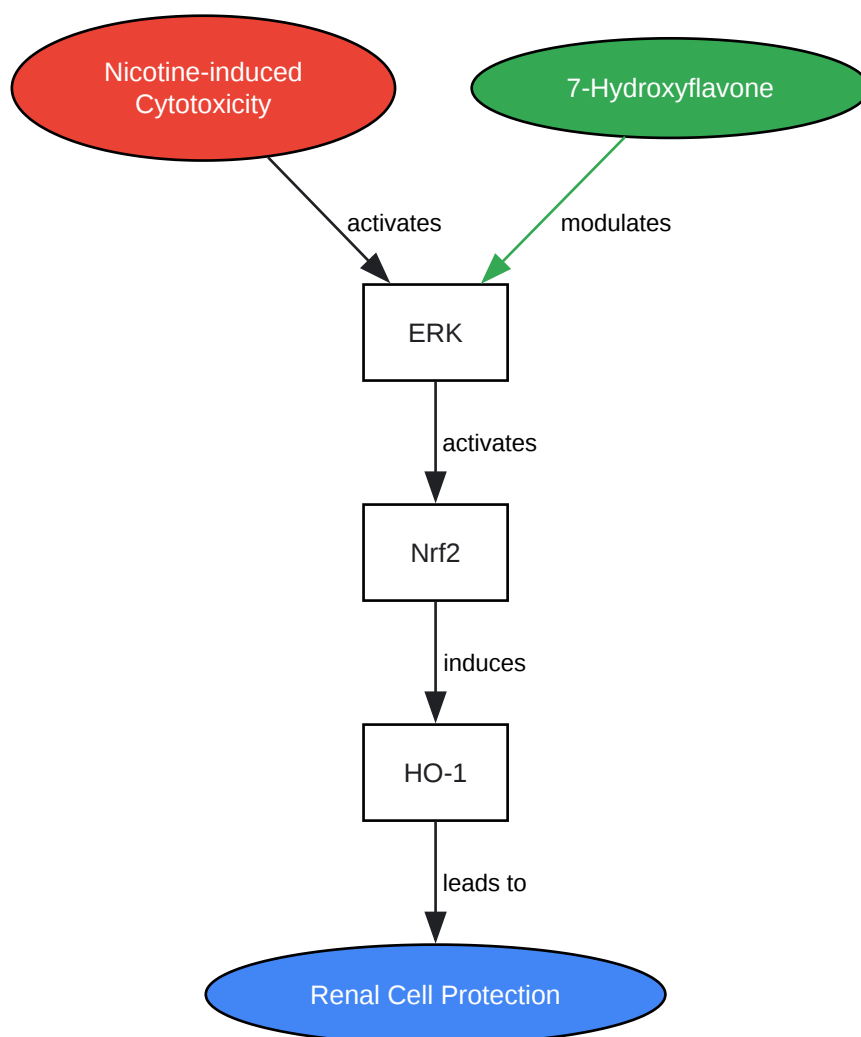 Nicotine-induced
Cytotoxicity
7-Hydroxyflavone
activates
modulates
ERK
activates
Nrf2
induces
HO-1
leads to
Renal Cell Protection